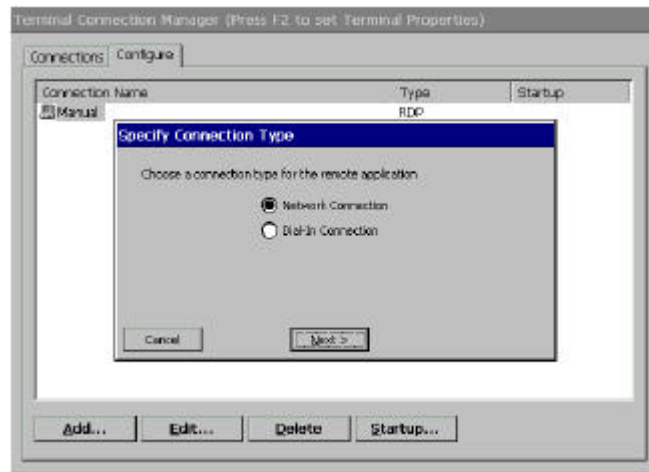 Terminal Connection Manager (Press F2 to set Terminal Properties)
Connections Configure
Connection Name Type Startup
Manual RDP
Specify Connection Type
Choose a connection type for the remote application
Network Connection
Dial-In Connection
Cancel Next >
Add... Edit... Delete Startup...